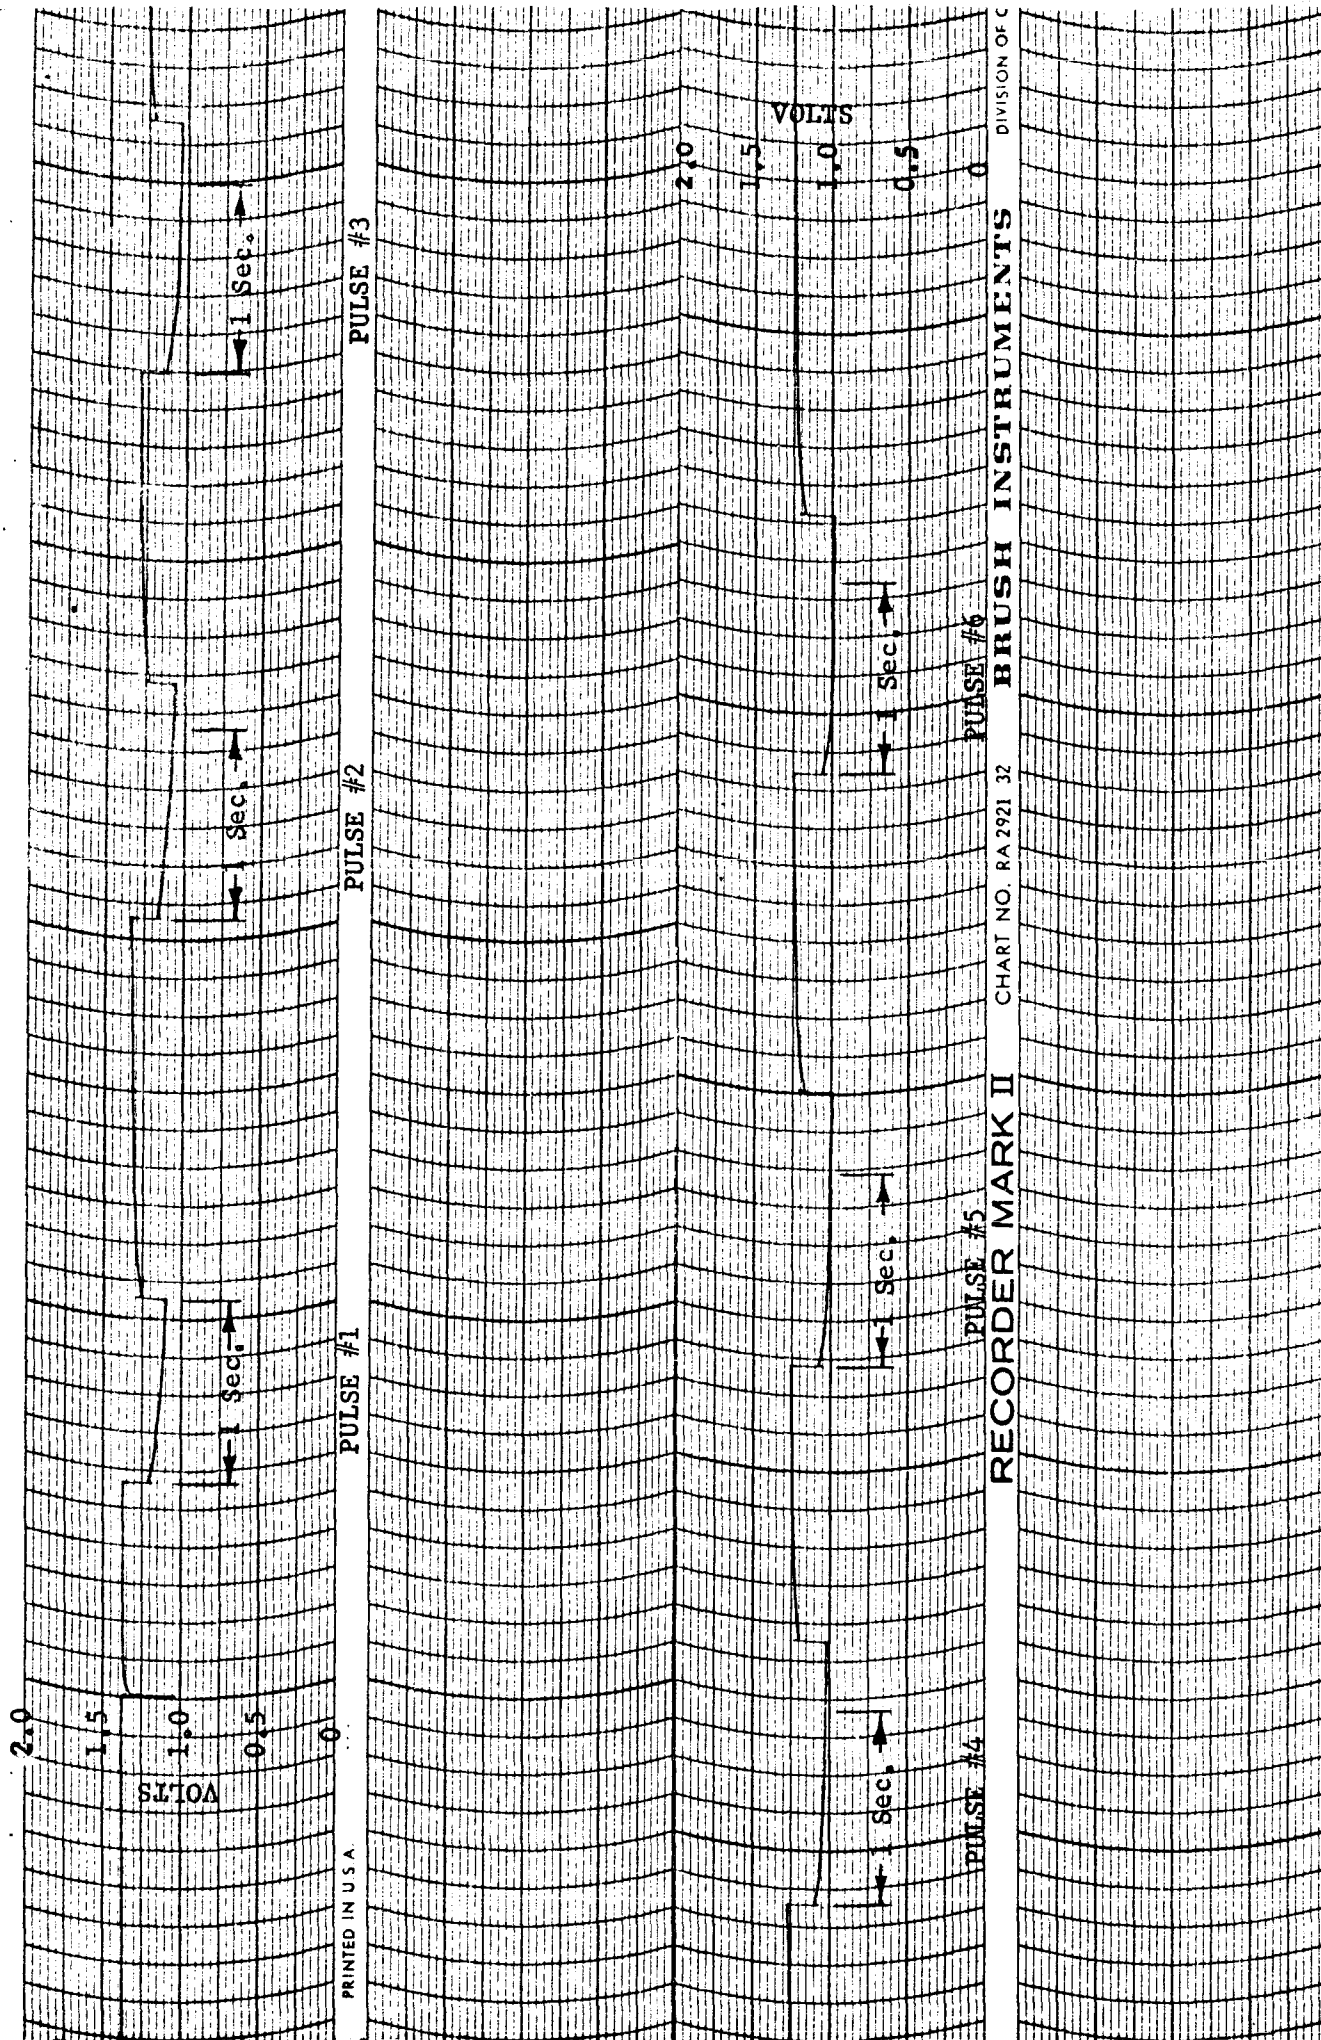 2.0
1.5
1.0
0.5
0
VOLTS
1 Sec.
PULSE #1
1 Sec.
PULSE #2
1 Sec.
PULSE #3
PRINTED IN U S A
1 Sec.
PULSE #4
1 Sec.
PULSE #5
1 Sec.
PULSE #6
VOLTS
2.0
1.5
1.0
0.5
0
RECORDER MARK II CHART NO. RA 2921 32 BRUSH INSTRUMENTS DIVISION OF C